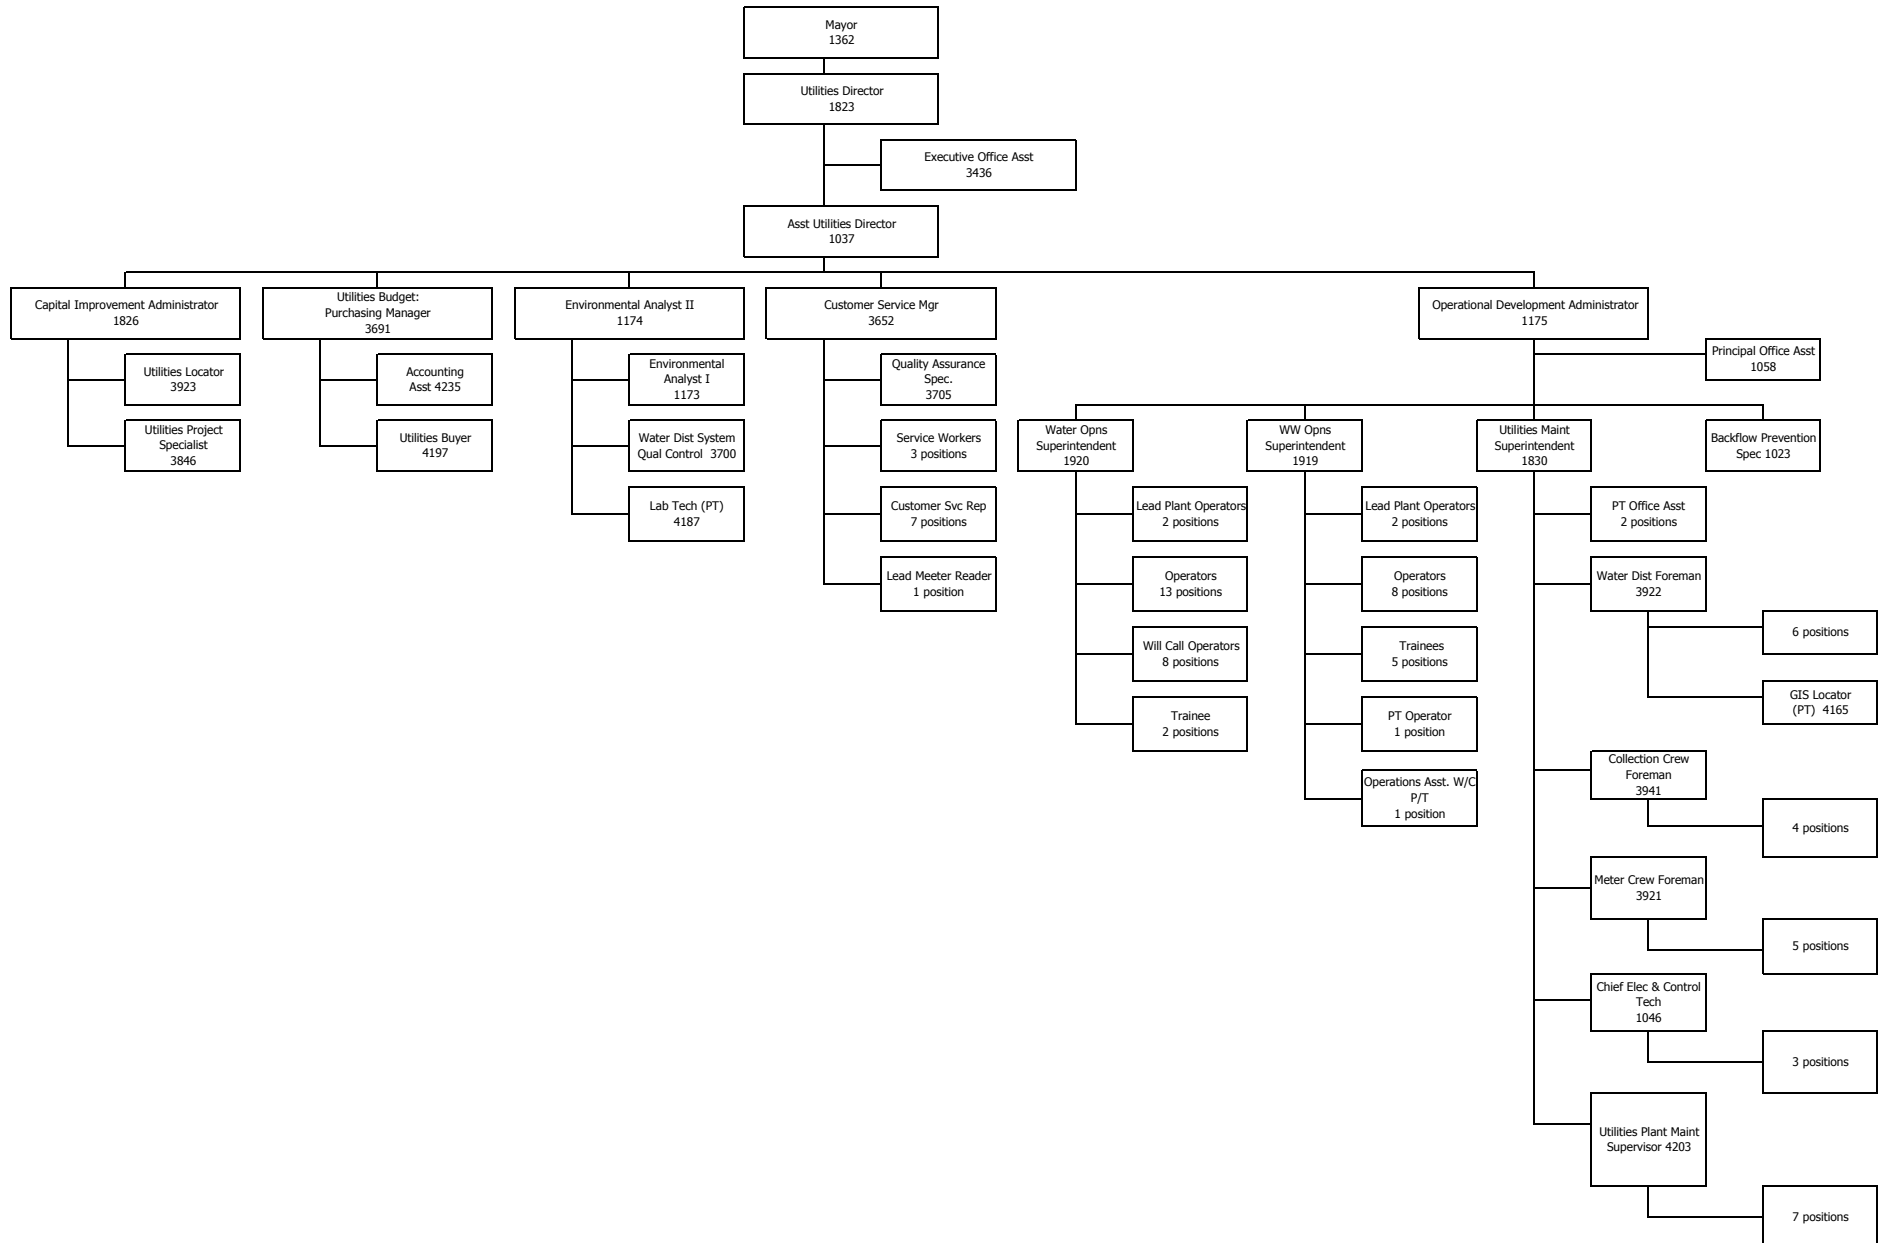 Mayor
1362
Utilities Director
1823
Executive Office Asst
3436
Asst Utilities Director
1037
Capital Improvement Administrator
1826
Utilities Locator
3923
Utilities Project
Specialist
3846
Utilities Budget:
Purchasing Manager
3691
Accounting
Asst 4235
Utilities Buyer
4197
Environmental Analyst II
1174
Environmental
Analyst I
1173
Water Dist System
Qual Control 3700
Lab Tech (PT)
4187
Customer Service Mgr
3652
Quality Assurance
Spec.
3705
Service Workers
3 positions
Customer Svc Rep
7 positions
Lead Meeter Reader
1 position
Operational Development Administrator
1175
Principal Office Asst
1058
Water Opns
Superintendent
1920
Lead Plant Operators
2 positions
Operators
13 positions
Will Call Operators
8 positions
Trainee
2 positions
WW Opns
Superintendent
1919
Lead Plant Operators
2 positions
Operators
8 positions
Trainees
5 positions
PT Operator
1 position
Operations Asst. W/C
P/T
1 position
Utilities Maint
Superintendent
1830
PT Office Asst
2 positions
Water Dist Foreman
3922
6 positions
GIS Locator
(PT) 4165
Collection Crew
Foreman
3941
4 positions
Meter Crew Foreman
3921
5 positions
Chief Elec & Control
Tech
1046
3 positions
Utilities Plant Maint
Supervisor 4203
7 positions
Backflow Prevention
Spec 1023